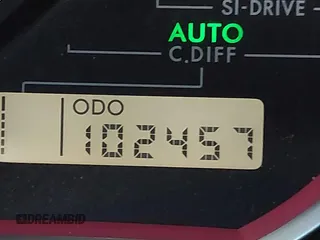 SI-DRIVE
AUTO
C.DIFF
ODO
102457
DREAMBID